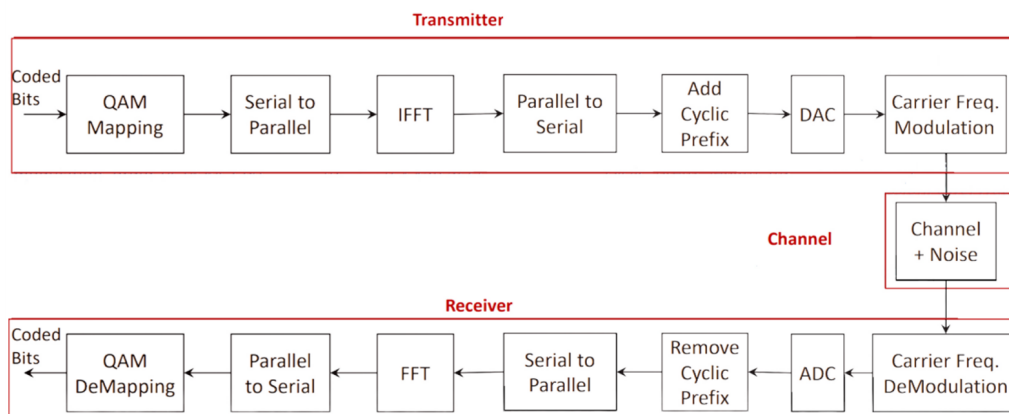 Transmitter
Coded
Bits
QAM
Mapping
Serial to
Parallel
IFFT
Parallel to
Serial
Add
Cyclic
Prefix
DAC
Carrier Freq.
Modulation
Channel
Channel
+ Noise
Receiver
Coded
Bits
QAM
DeMapping
Parallel
to Serial
FFT
Serial to
Parallel
Remove
Cyclic
Prefix
ADC
Carrier Freq.
DeModulation